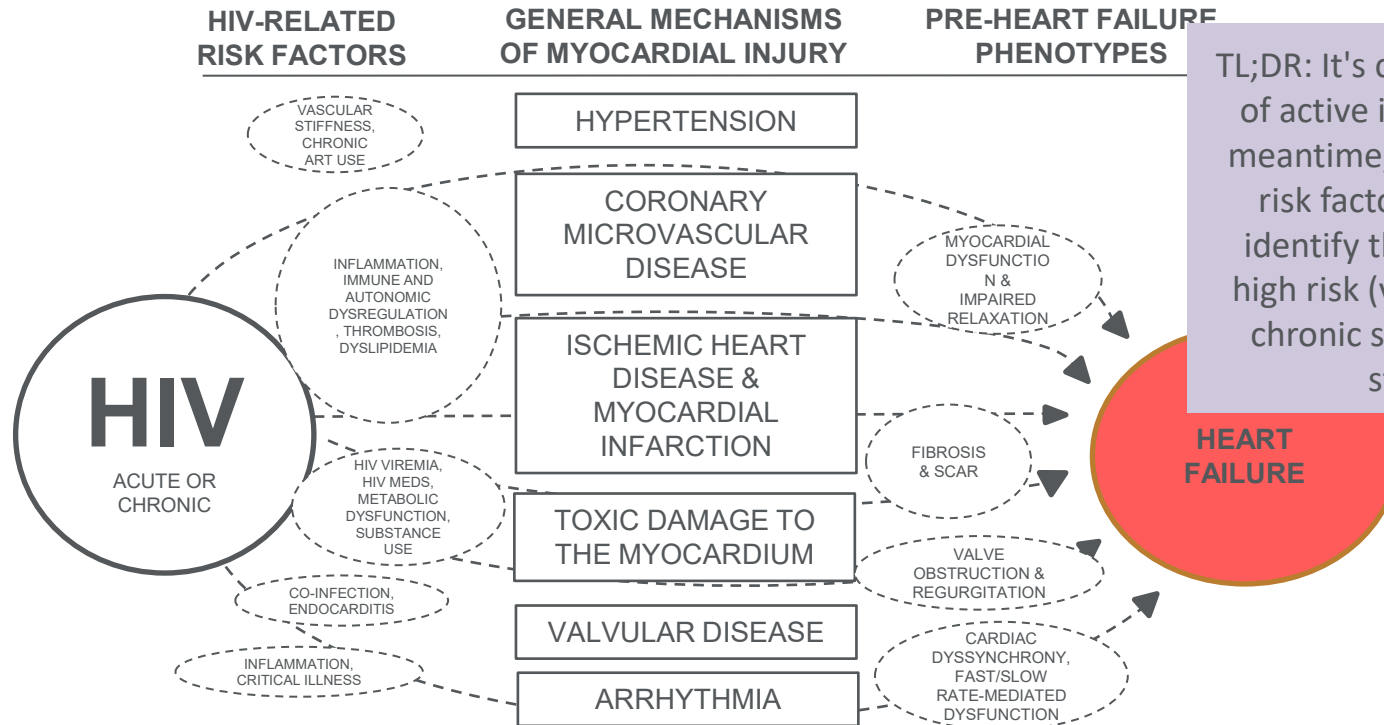 HIV-RELATED
RISK FACTORS
GENERAL MECHANISMS
OF MYOCARDIAL INJURY
PRE-HEART FAILURE
PHENOTYPES
VASCULAR
STIFFNESS,
CHRONIC
ART USE
INFLAMMATION,
IMMUNE AND
AUTONOMIC
DYSREGULATION
, THROMBOSIS,
DYSLIPIDEMIA
HIV
ACUTE OR
CHRONIC
HIV VIREMIA,
HIV MEDS,
METABOLIC
DYSFUNCTION,
SUBSTANCE
USE
CO-INFECTION,
ENDOCARDITIS
INFLAMMATION,
CRITICAL ILLNESS
HYPERTENSION
CORONARY
MICROVASCULAR
DISEASE
ISCHEMIC HEART
DISEASE &
MYOCARDIAL
INFARCTION
TOXIC DAMAGE TO
THE MYOCARDIUM
VALVULAR DISEASE
ARRHYTHMIA
MYOCARDIAL
DYSFUNCTIO
N &
IMPAIRED
RELAXATION
FIBROSIS
& SCAR
VALVE
OBSTRUCTION &
REGURGITATION
CARDIAC
DYSSYNCHRONY,
FAST/SLOW
RATE-MEDIATED
DYSFUNCTION
TL;DR: It's
of active
meantime,
risk
identify
high risk
chronic
HEART
FAILURE